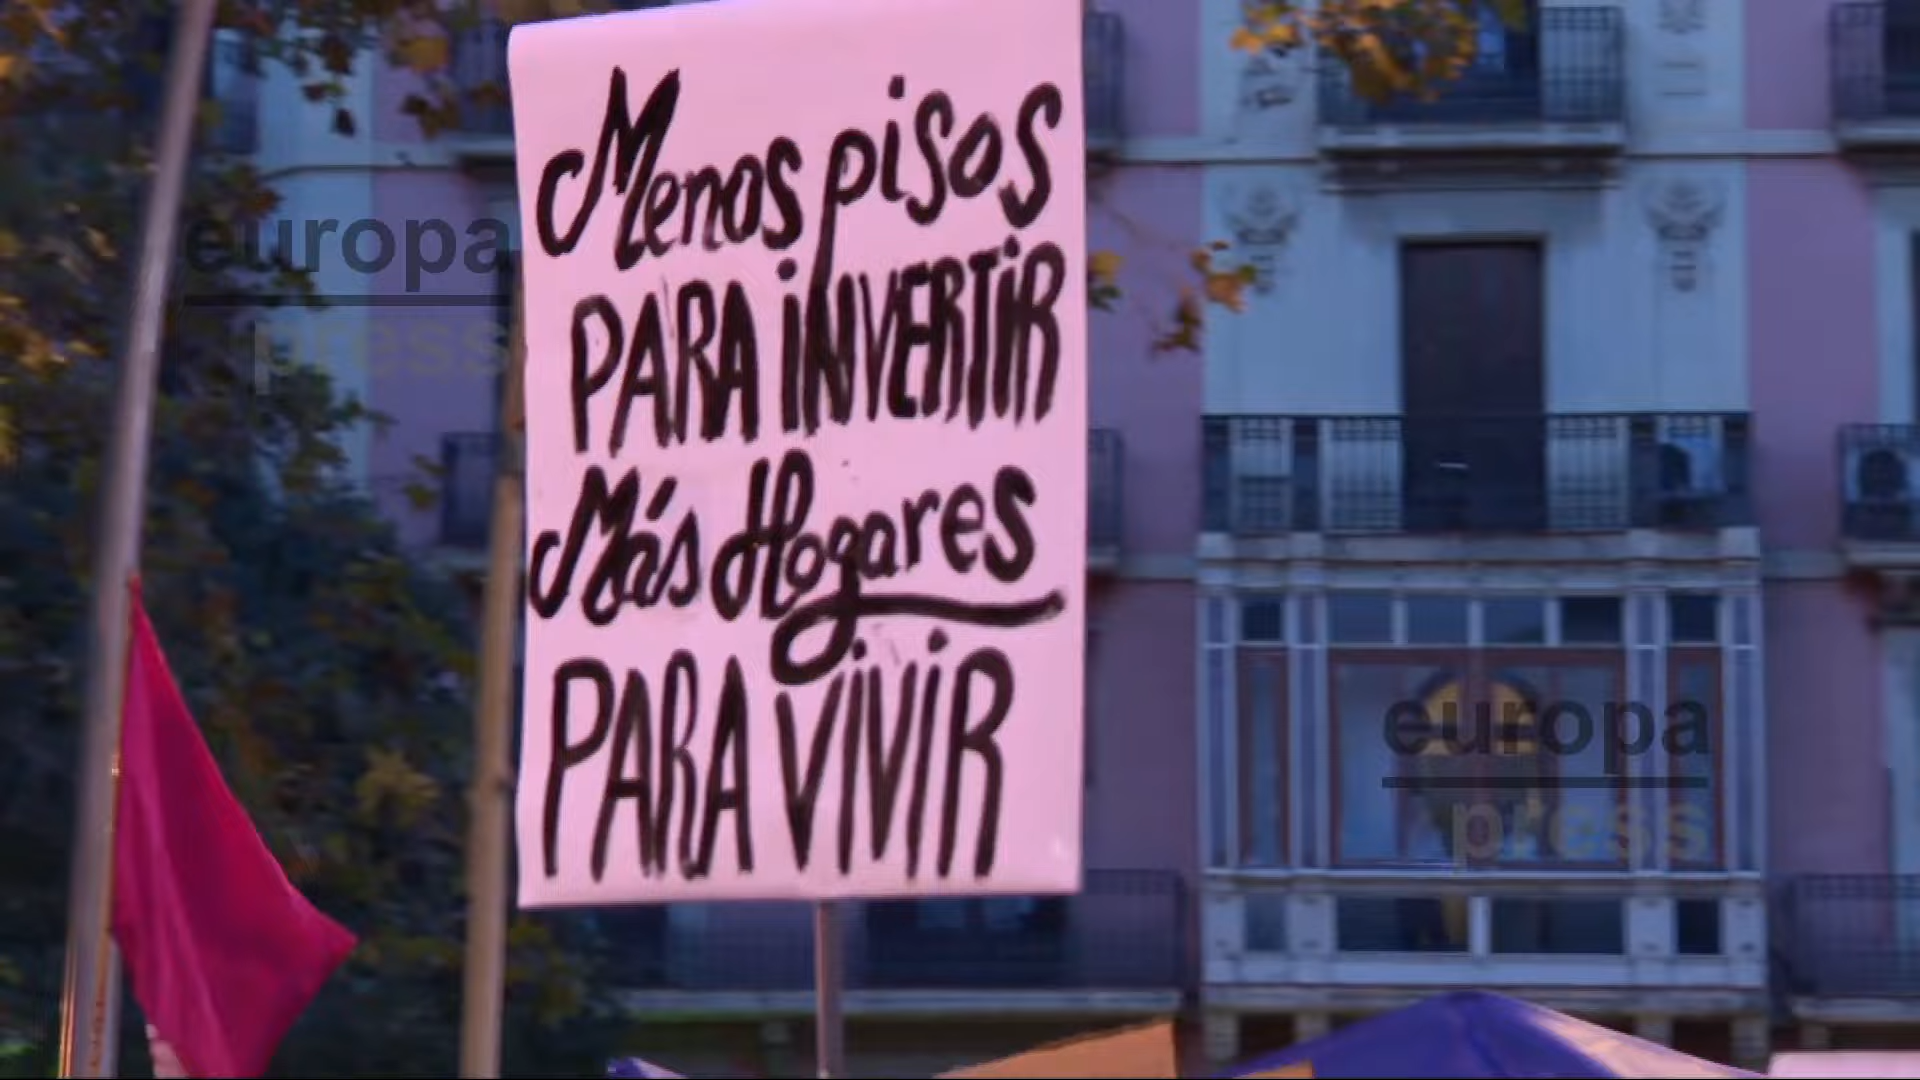 Menos pisos
PARA iNVERTiR
Más Hogares
PARA ViViR
europa
press
europa
press